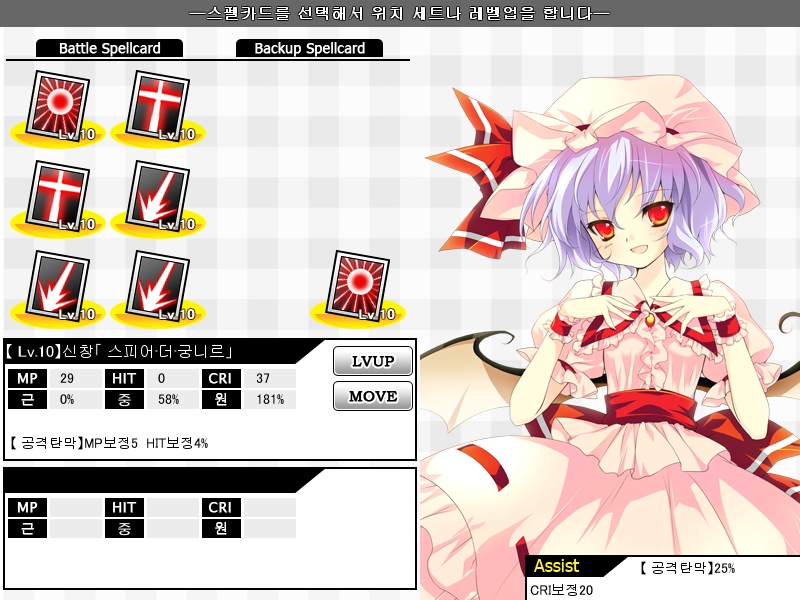 ―스펠카드를 선택해서 위치 세트나 레벨업을 합니다―
Battle Spellcard Backup Spellcard
Lv.10 Lv.10
Lv.10 Lv.10
Lv.10 Lv.10 Lv.10
【Lv.10】신창「 스피어·더·궁니르」
LVUP
MP 29 HIT 0 CRI 37
근 0% 중 58% 원 181%
MOVE
【 공격탄막】MP보정5 HIT보정4%
MP HIT CRI
근 중 원
Assist 【 공격탄막】25%
CRI보정20